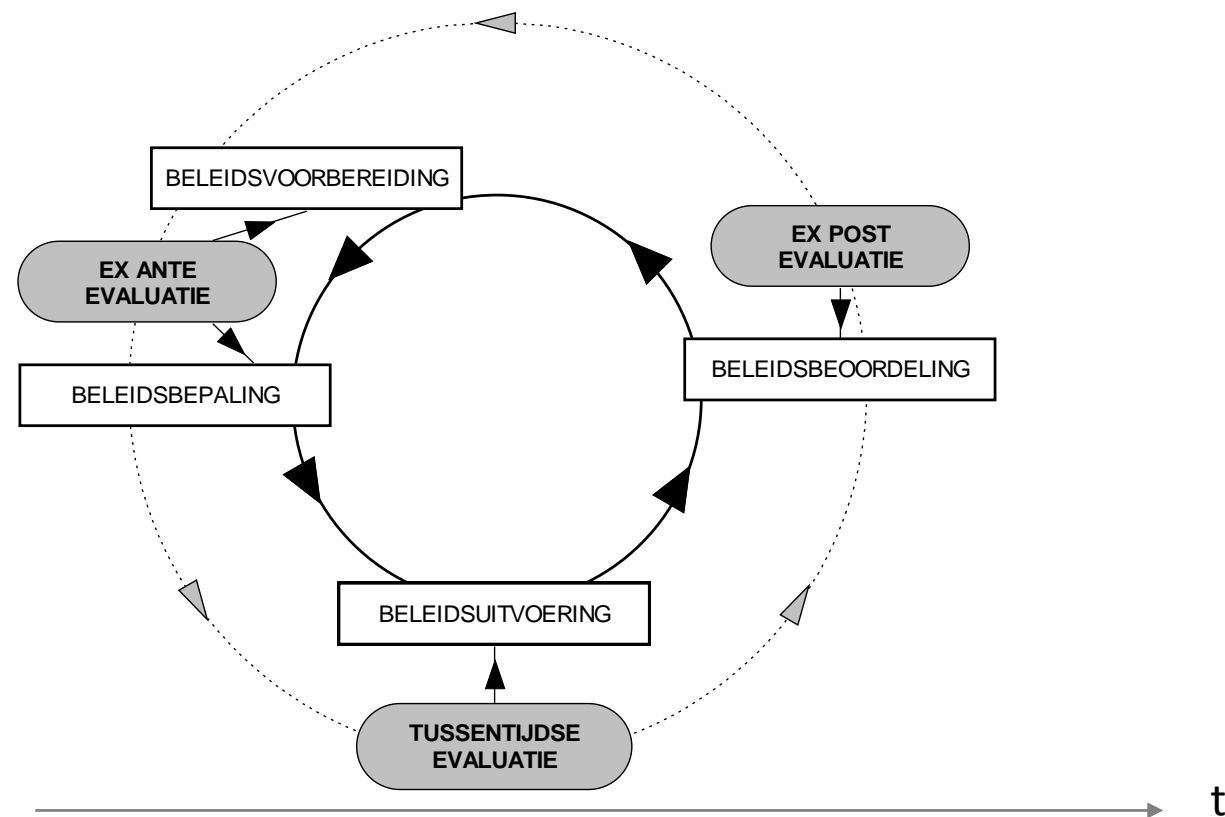 BELEIDSVOORBEREIDING
EX POST
EVALUATIE
EX ANTE
EVALUATIE
BELEIDSBEOORDELING
BELEIDSBEPALING
BELEIDSUITVOERING
TUSSENTIJDSE
EVALUATIE
t